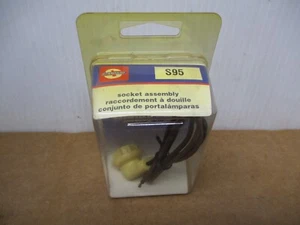 S95
socket assembly
raccordement à douille
conjunto de portalámparas